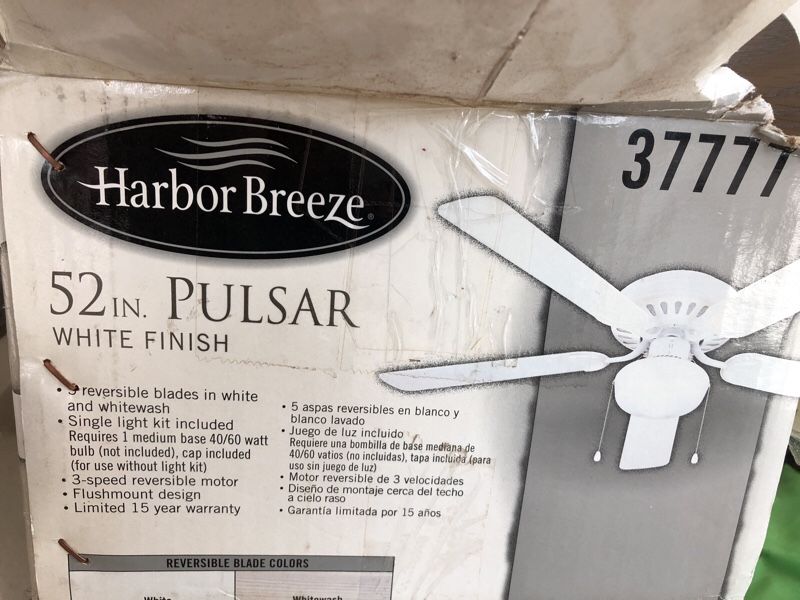 Harbor Breeze®
37777
52 IN. PULSAR
WHITE FINISH
• 5 reversible blades in white
and whitewash
• Single light kit included
Requires 1 medium base 40/60 watt
bulb (not included), cap included
(for use without light kit)
• 3-speed reversible motor
• Flushmount design
• Limited 15 year warranty
• 5 aspas reversibles en blanco y
blanco lavado
• Juego de luz incluido
Requiere una bombilla de base mediana de
40/60 vatios (no incluidas), tapa incluida (para
uso sin juego de luz)
• Motor reversible de 3 velocidades
• Diseño de montaje cerca del techo
a cielo raso
• Garantía limitada por 15 años
REVERSIBLE BLADE COLORS
White
Whitewash